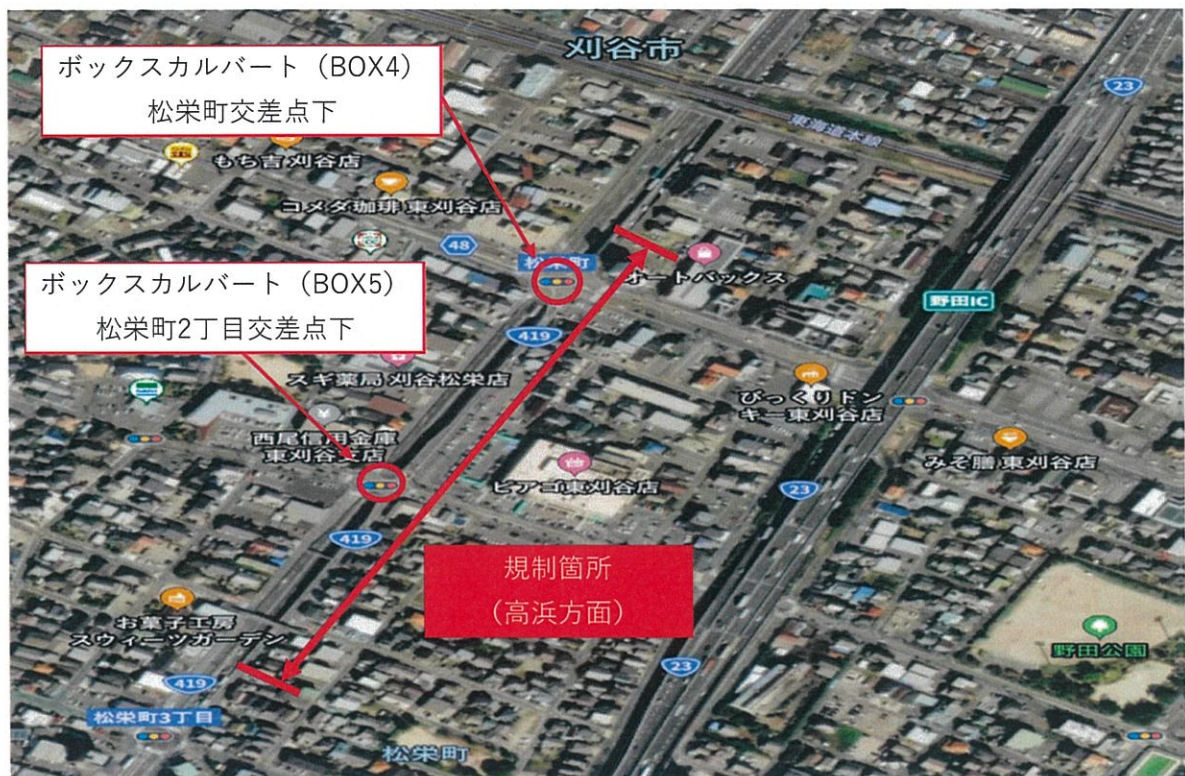 刈谷市
ボックスカルバート（BOX4）
松栄町交差点下
23
東海道本線
もち吉 刈谷店
コメダ珈琲 東刈谷店
48
松栄町
オートバックス
ボックスカルバート（BOX5）
松栄町2丁目交差点下
野田IC
419
スギ薬局 刈谷松栄店
びっくりドン
キー東刈谷店
西尾信用金庫
東刈谷支店
みそ膳 東刈谷店
ピアゴ東刈谷店
23
419
規制箇所
（高浜方面）
お菓子工房
スウィーツガーデン
野田公園
23
419
松栄町3丁目
松栄町